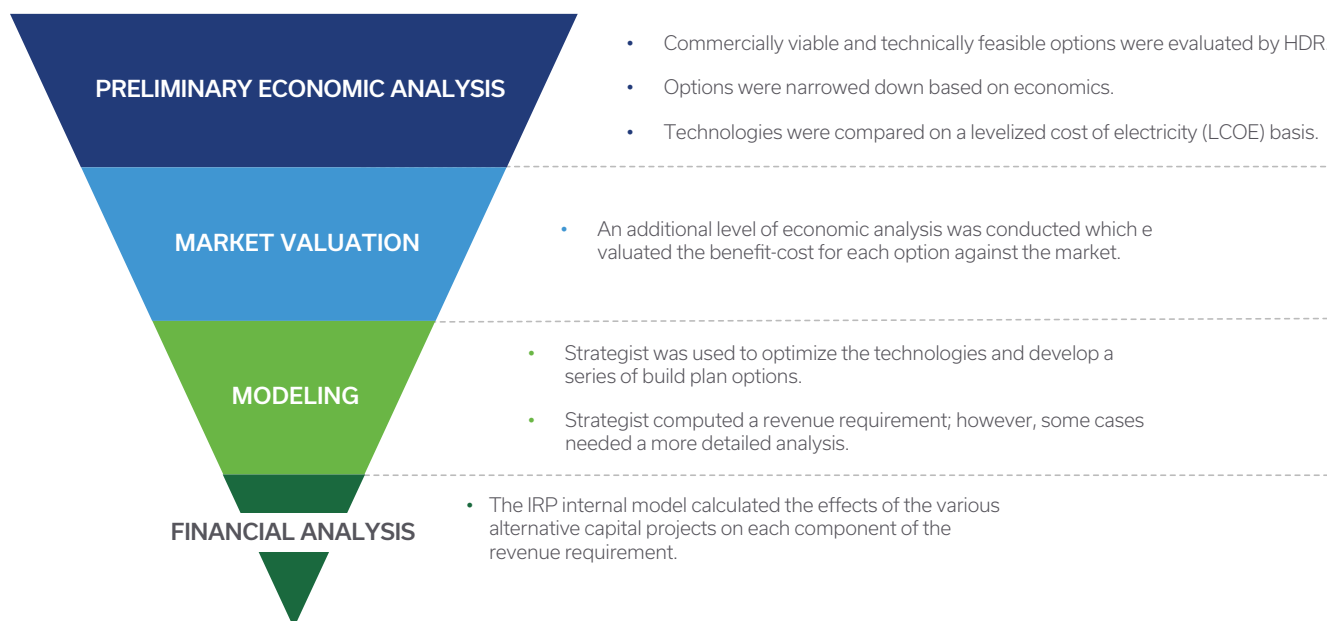 PRELIMINARY ECONOMIC ANALYSIS
• Commercially viable and technically feasible options were evaluated by HDR
• Options were narrowed down based on economics.
• Technologies were compared on a levelized cost of electricity (LCOE) basis.
MARKET VALUATION
• An additional level of economic analysis was conducted which e
valuated the benefit-cost for each option against the market.
MODELING
• Strategist was used to optimize the technologies and develop a
series of build plan options.
• Strategist computed a revenue requirement; however, some cases
needed a more detailed analysis.
FINANCIAL ANALYSIS
• The IRP internal model calculated the effects of the various
alternative capital projects on each component of the
revenue requirement.